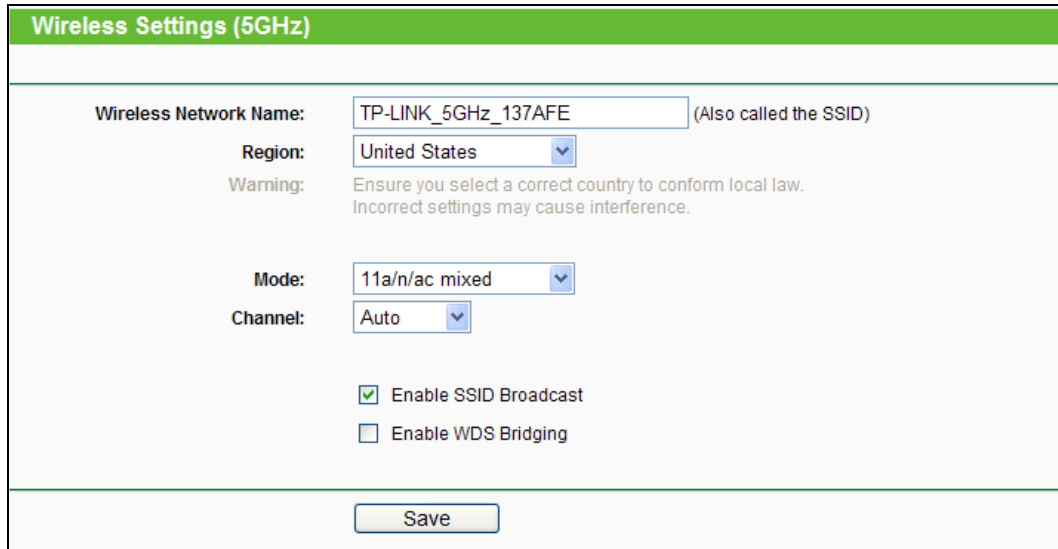 Wireless Settings (5GHz)
Wireless Network Name: TP-LINK_5GHz_137AFE (Also called the SSID)
Region: United States
Warning: Ensure you select a correct country to conform local law.
Incorrect settings may cause interference.
Mode: 11a/n/ac mixed
Channel: Auto
Enable SSID Broadcast
Enable WDS Bridging
Save